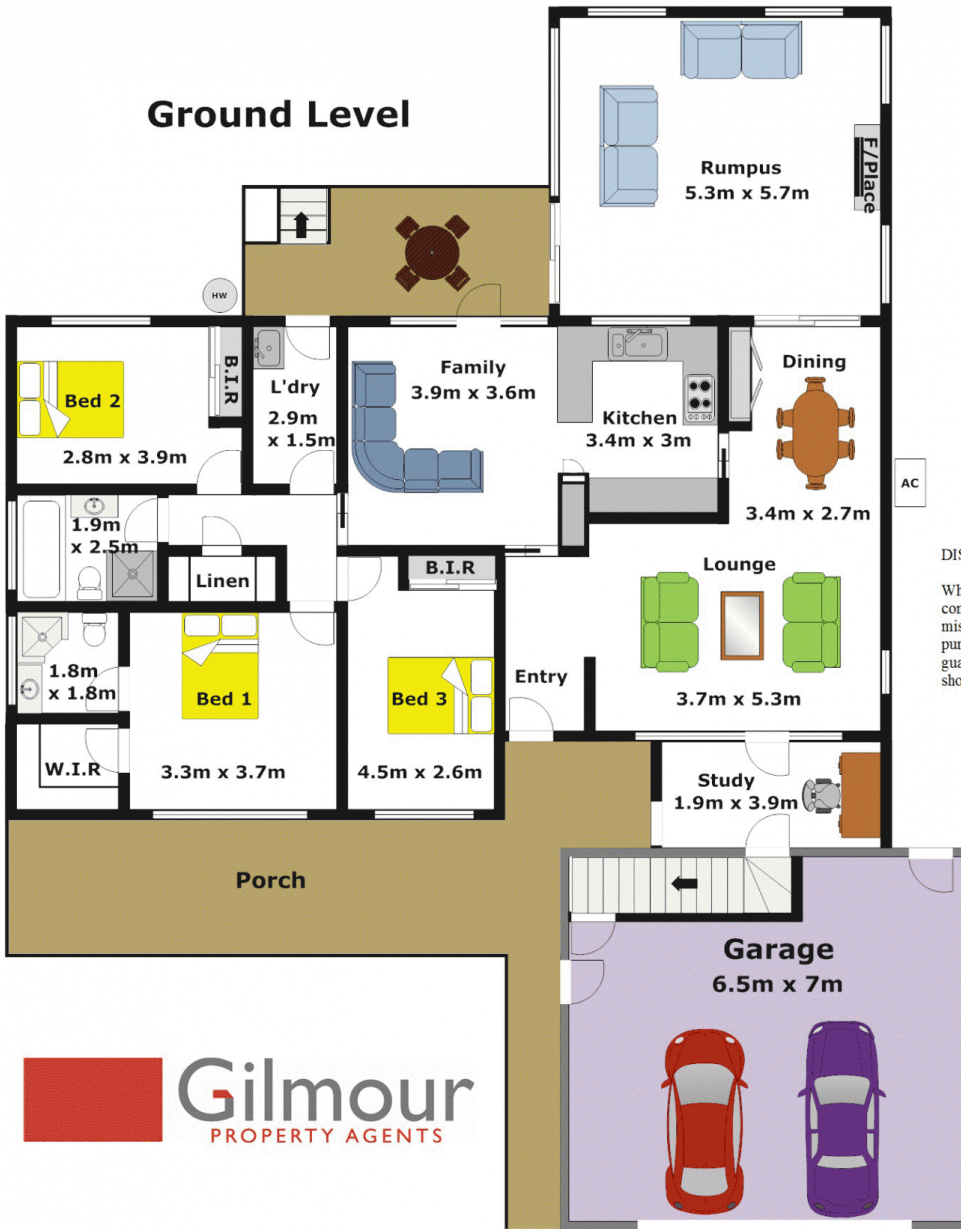 Ground Level
Rumpus
5.3m x 5.7m
F/Place
HW
Bed 2
2.8m x 3.9m
B.I.R
L'dry
2.9m
x 1.5m
Family
3.9m x 3.6m
Kitchen
3.4m x 3m
Dining
3.4m x 2.7m
AC
1.9m
x 2.5m
Linen
B.I.R
Lounge
3.7m x 5.3m
1.8m
x 1.8m
W.I.R
Bed 1
3.3m x 3.7m
Bed 3
4.5m x 2.6m
Entry
Study
1.9m x 3.9m
Porch
Garage
6.5m x 7m
Gilmour
PROPERTY AGENTS